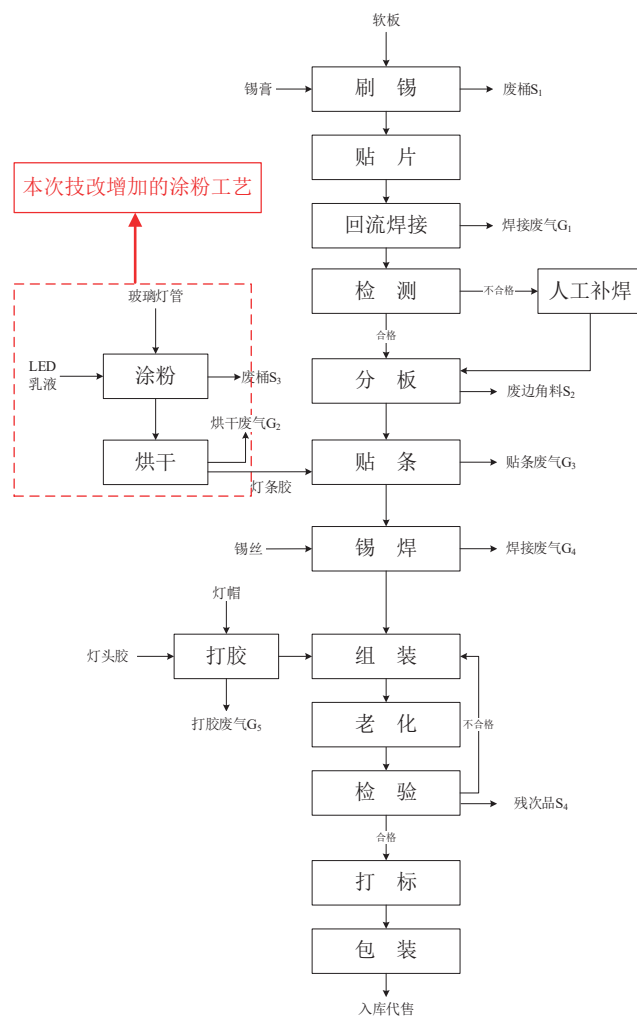 软板
锡膏
刷 锡
废桶S₁
贴 片
本次技改增加的涂粉工艺
回流焊接
焊接废气G₁
玻璃灯管
检 测
不合格
人工补焊
合格
LED
乳液
涂粉
废桶S₃
分 板
废边角料S₂
烘干废气G₂
烘干
灯条胶
贴 条
贴条废气G₃
锡丝
锡 焊
焊接废气G₄
灯帽
灯头胶
打胶
组 装
打胶废气G₅
老 化
不合格
检 验
残次品S₄
合格
打 标
包 装
入库代售